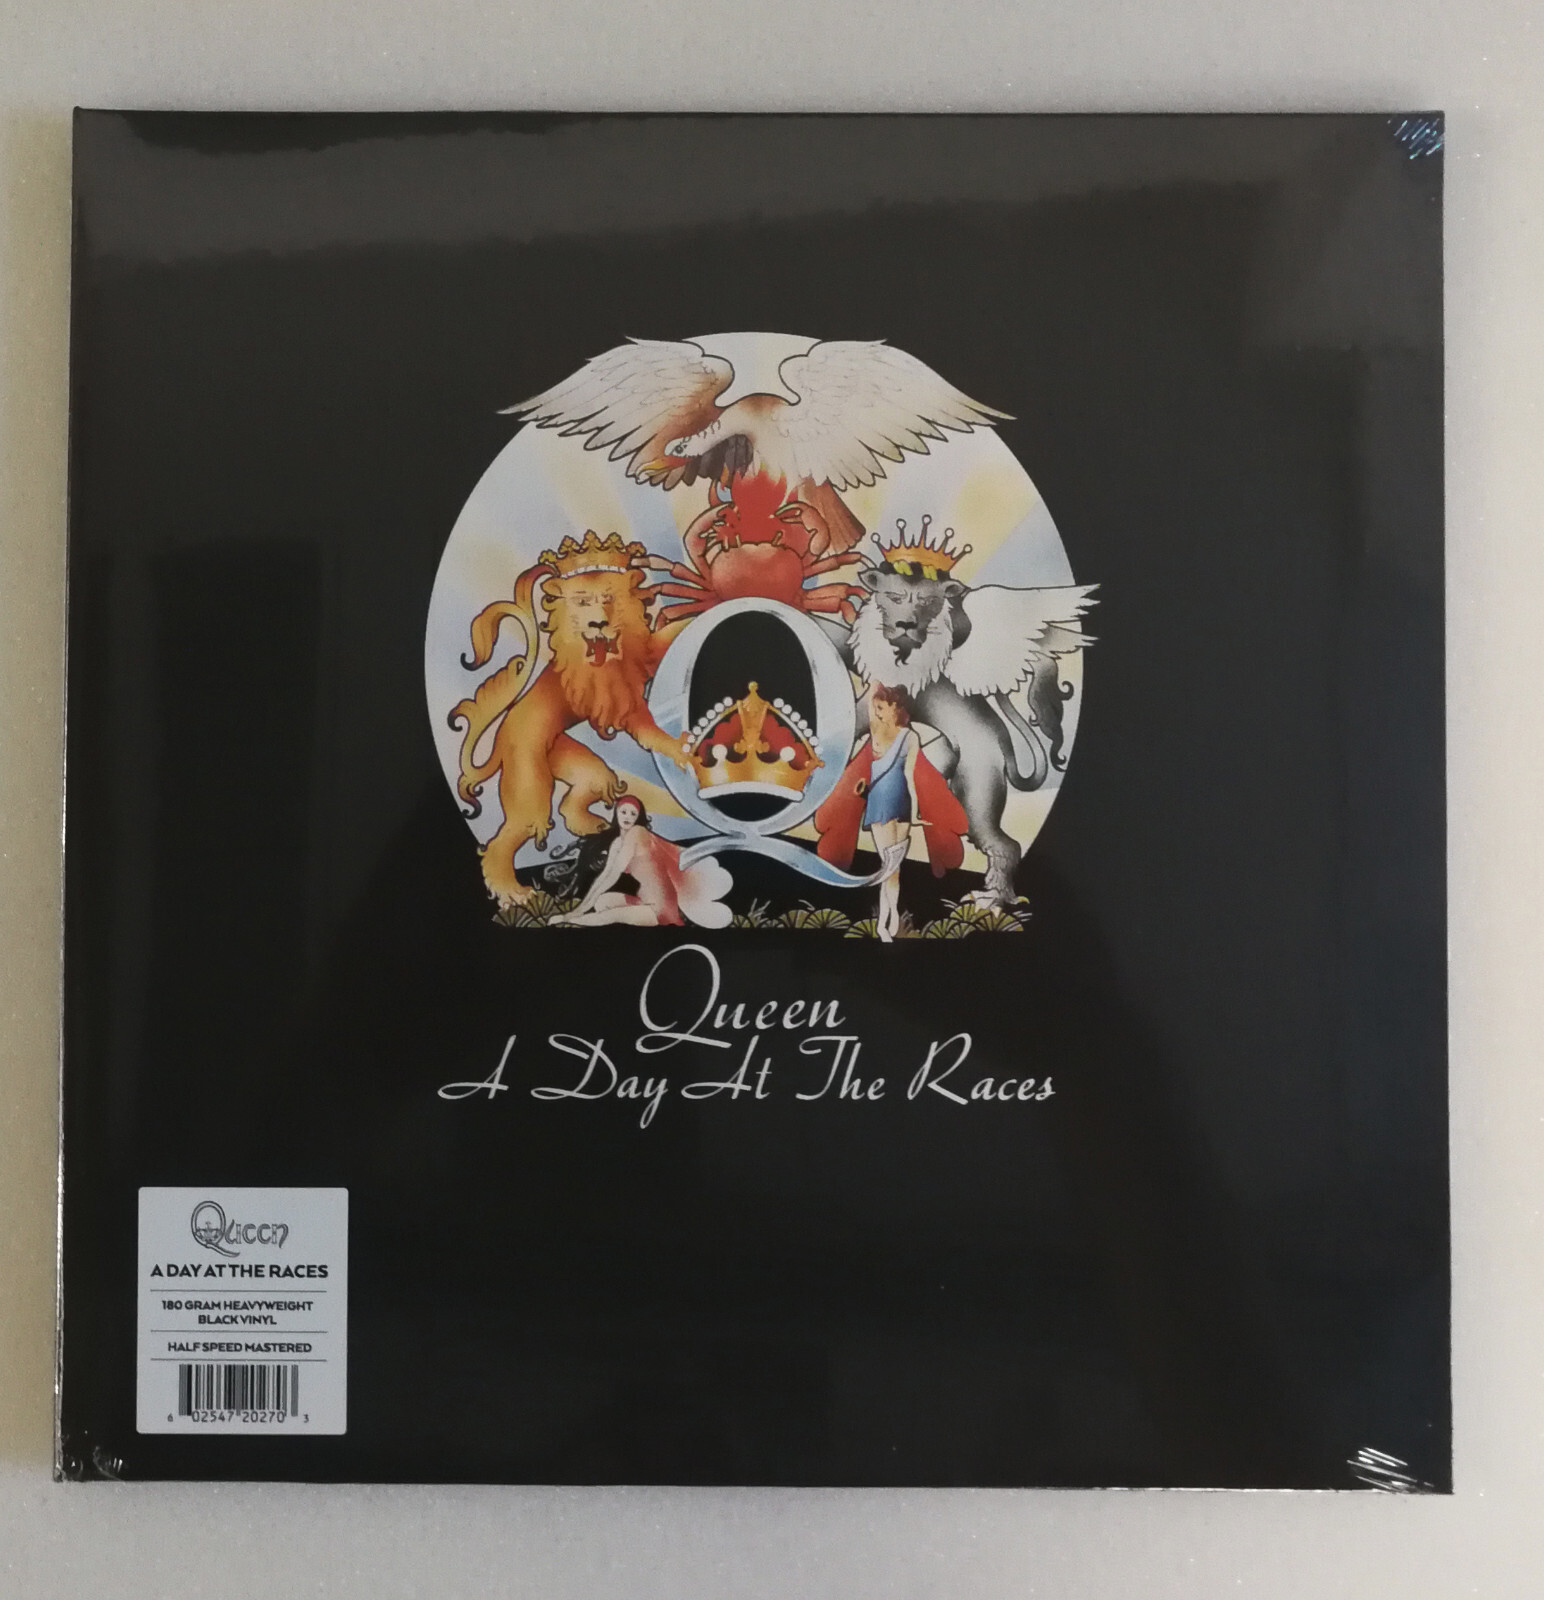 Queen
A Day At The Races
Queen
A DAY AT THE RACES
180 GRAM HEAVYWEIGHT
BLACK VINYL
HALF SPEED MASTERED
6 02547 20270 3